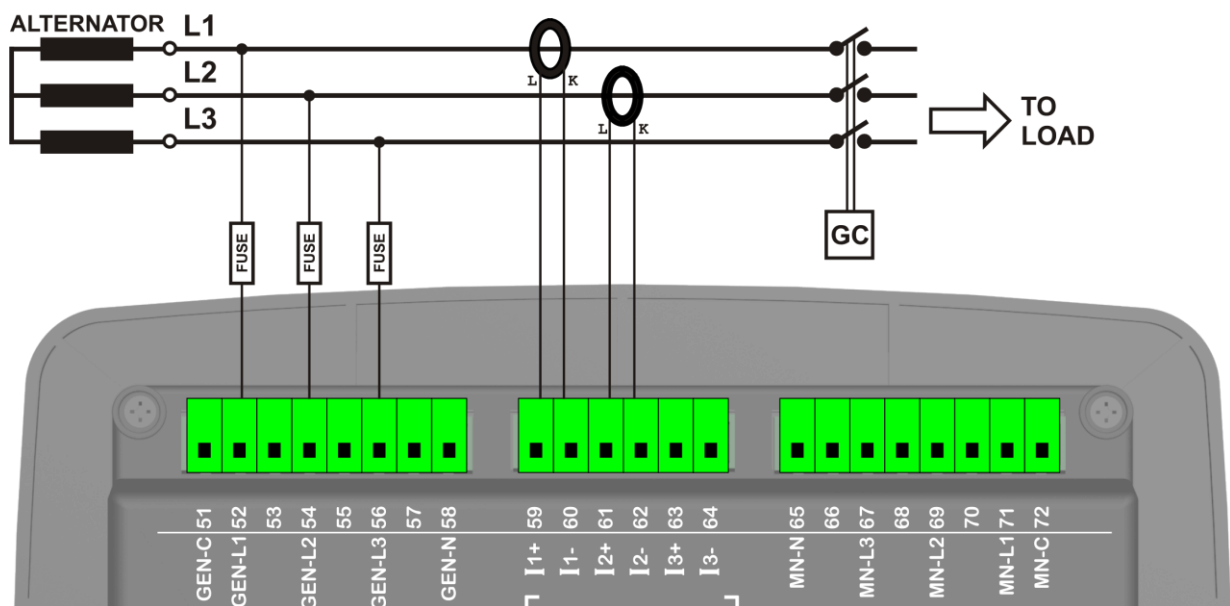 ALTERNATOR L1
L2
L3
L K
L K
TO
LOAD
FUSE FUSE FUSE
GC
GEN-C 51
GEN-L1 52
53
GEN-L2 54
55
GEN-L3 56
57
GEN-N 58
I1+ 59
I1- 60
I2+ 61
I2- 62
I3+ 63
I3- 64
MN-N 65
66
MN-L3 67
68
MN-L2 69
70
MN-L1 71
MN-C 72